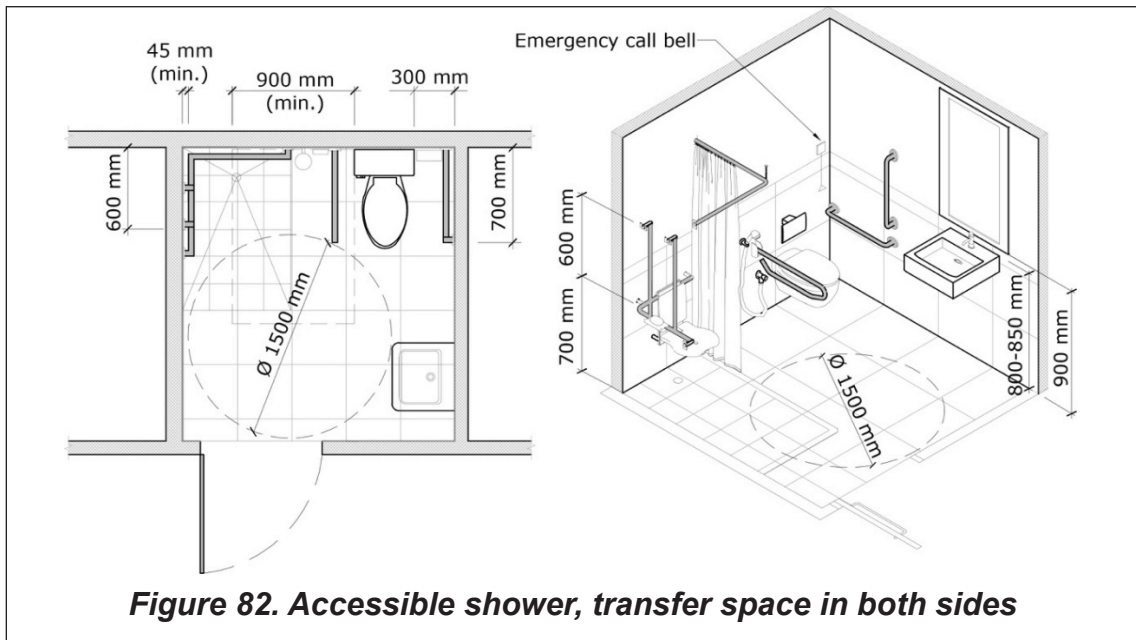 45 mm
(min.)
900 mm
(min.)
300 mm
600 mm
700 mm
Ø 1500 mm
Emergency call bell
600 mm
700 mm
Ø 1500 mm
800-850 mm
900 mm
Figure 82. Accessible shower, transfer space in both sides